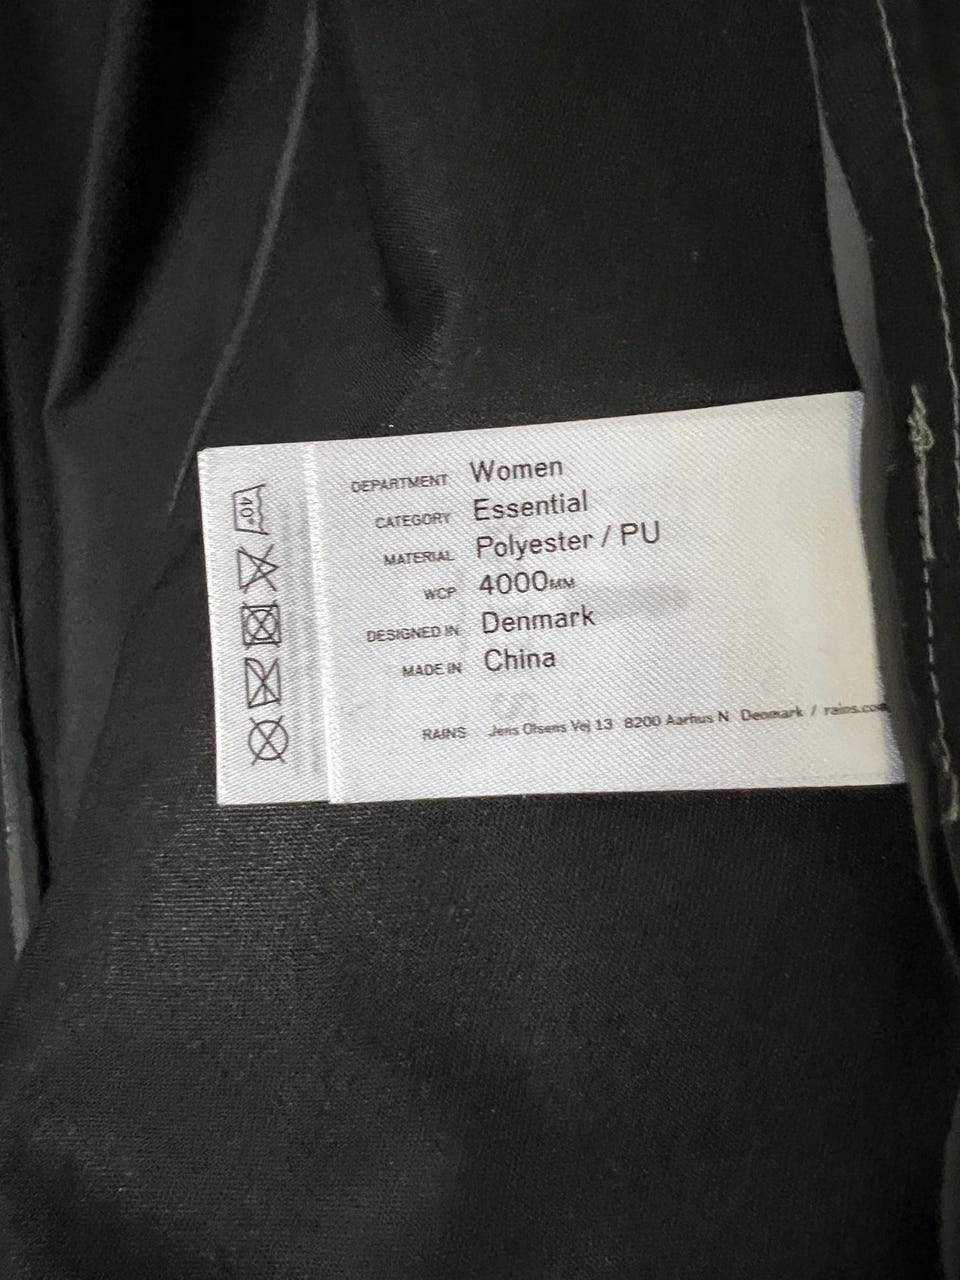 40°
DEPARTMENT Women
CATEGORY Essential
MATERIAL Polyester / PU
WCP 4000MM
DESIGNED IN Denmark
MADE IN China
RAINS Jens Olsens Vej 13 8200 Aarhus N Denmark / rains.com